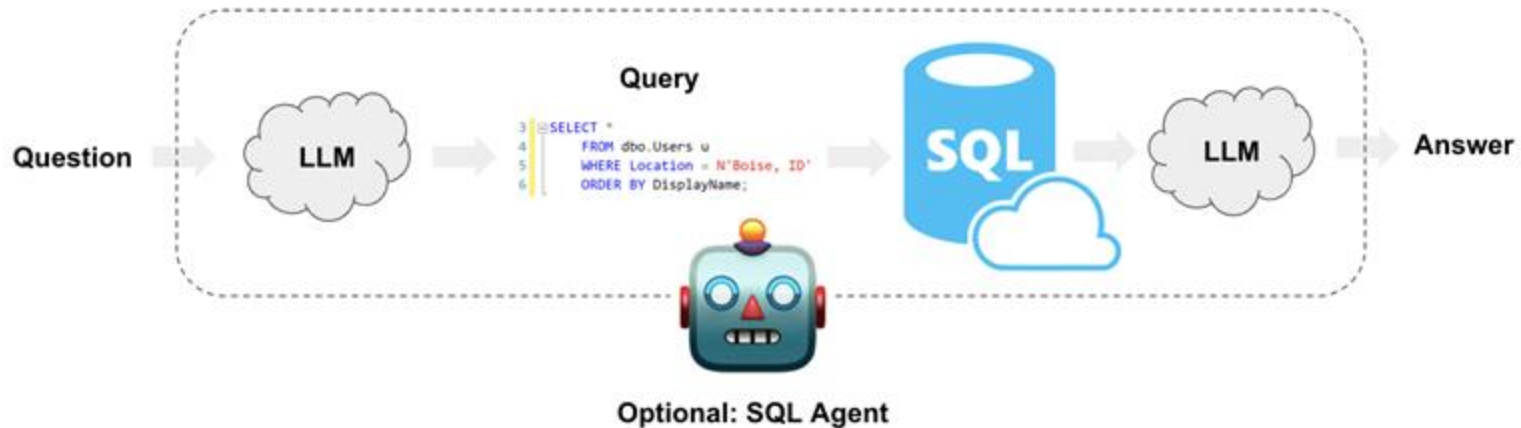 Question
LLM
Query
3 SELECT *
4 FROM dbo.Users u
5 WHERE Location = N'Boise, ID'
6 ORDER BY DisplayName;
SQL
LLM
Answer
Optional: SQL Agent